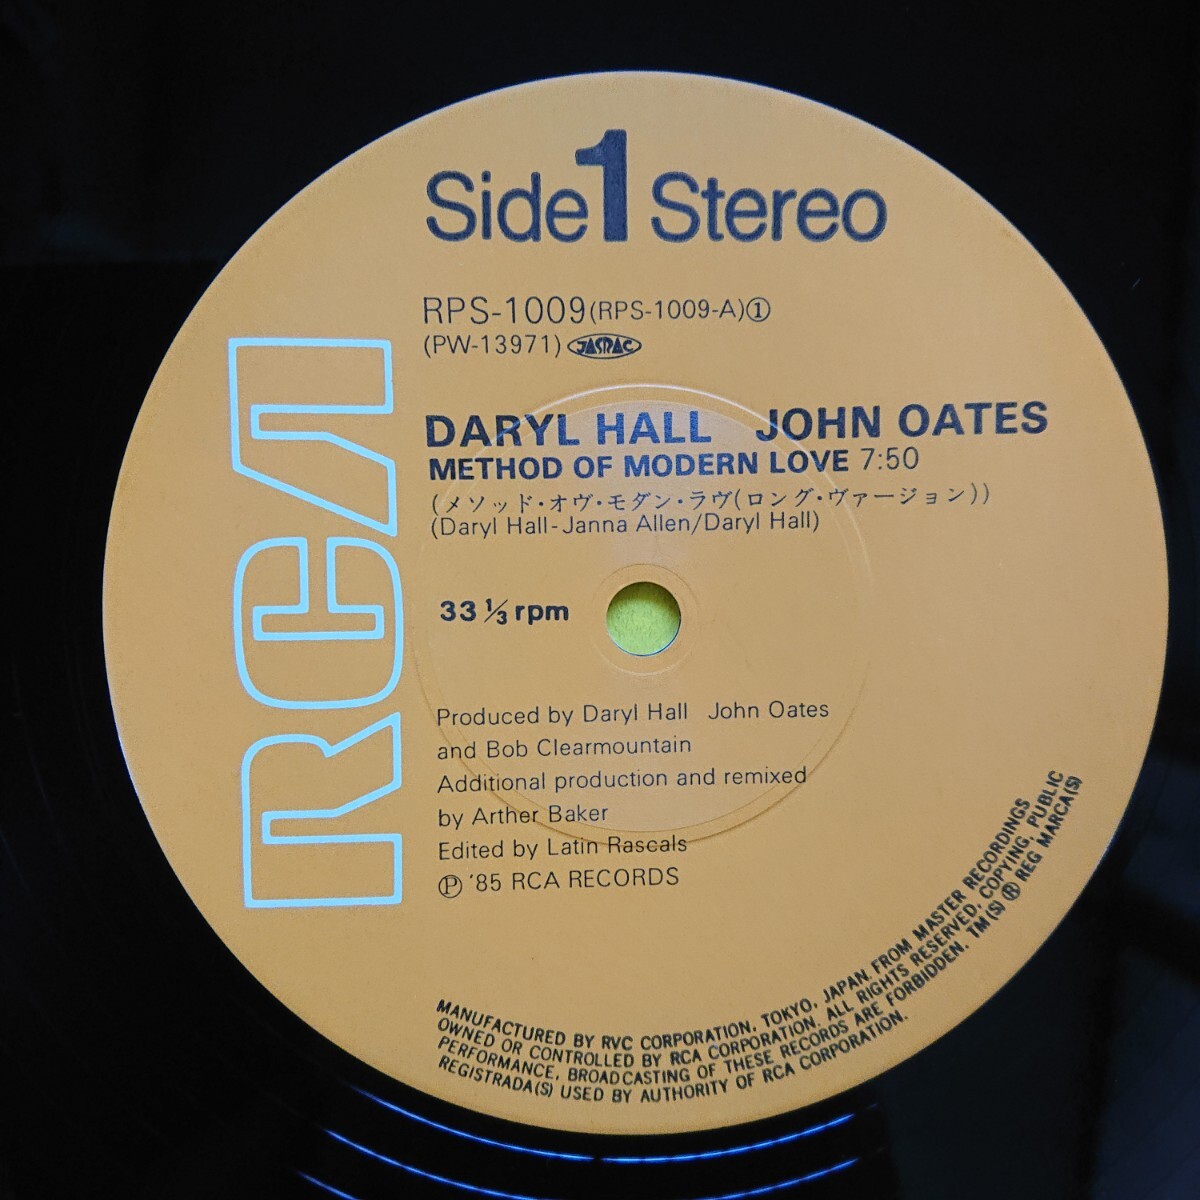 Side 1 Stereo
RPS-1009(RPS-1009-A)①
(PW-13971) JASRAC
RCA
DARYL HALL JOHN OATES
METHOD OF MODERN LOVE 7:50
(メソッド・オヴ・モダン・ラヴ(ロング・ヴァージョン))
(Daryl Hall-Janna Allen/Daryl Hall)
33 ⅓ rpm
Produced by Daryl Hall John Oates
and Bob Clearmountain
Additional production and remixed
by Arther Baker
Edited by Latin Rascals
Ⓟ '85 RCA RECORDS
MANUFACTURED BY RVC CORPORATION, TOKYO, JAPAN. FROM MASTER RECORDINGS
OWNED OR CONTROLLED BY RCA CORPORATION. ALL RIGHTS RESERVED, COPYING, PUBLIC
PERFORMANCE, BROADCASTING OF THESE RECORDS ARE FORBIDDEN. TM(S) ® REG MARCA(S)
REGISTRADA(S) USED BY AUTHORITY OF RCA CORPORATION.